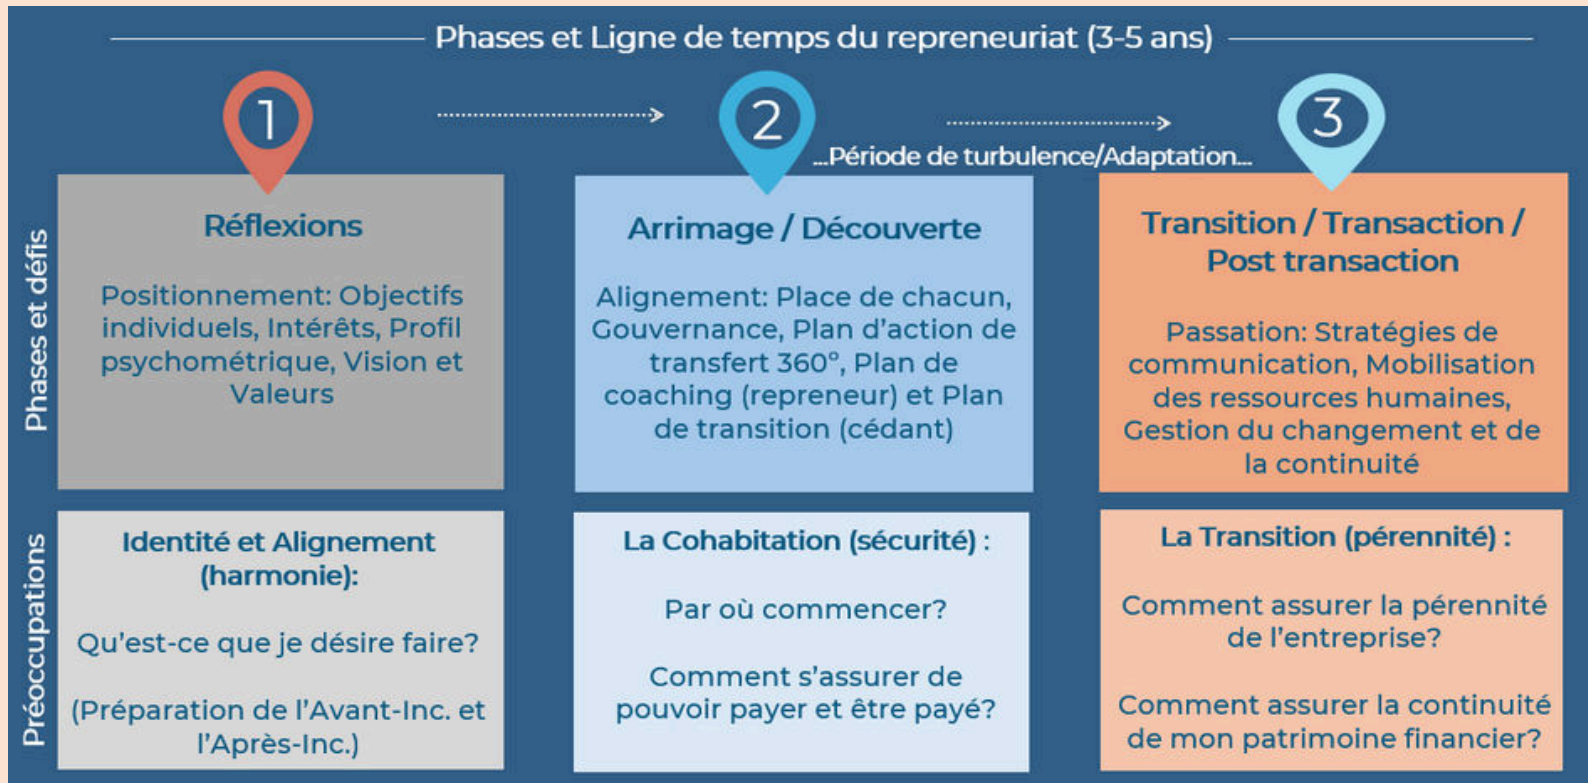 Phases et Ligne de temps du repreneuriat (3-5 ans)
1
2
3
...Période de turbulence/Adaptation...
Phases et défis
Réflexions
Positionnement: Objectifs
individuels, Intérêts, Profil
psychométrique, Vision et
Valeurs
Arrimage / Découverte
Alignement: Place de chacun,
Gouvernance, Plan d'action de
transfert 360°, Plan de
coaching (repreneur) et Plan
de transition (cédant)
Transition / Transaction /
Post transaction
Passation: Stratégies de
communication, Mobilisation
des ressources humaines,
Gestion du changement et de
la continuité
Préoccupations
Identité et Alignement
(harmonie):
Qu'est-ce que je désire faire?
(Préparation de l'Avant-Inc. et
l'Après-Inc.)
La Cohabitation (sécurité) :
Par où commencer?
Comment s'assurer de
pouvoir payer et être payé?
La Transition (pérennité) :
Comment assurer la pérennité
de l'entreprise?
Comment assurer la continuité
de mon patrimoine financier?